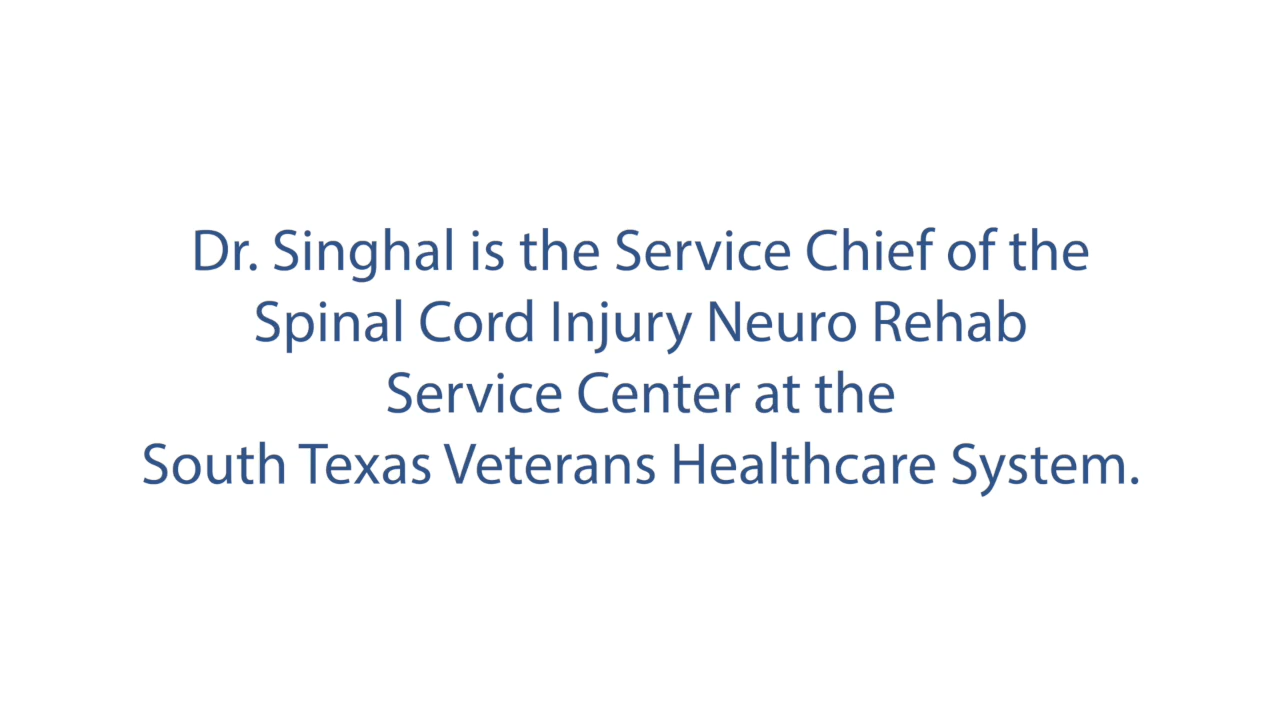 Dr. Singhal is the Service Chief of the
Spinal Cord Injury Neuro Rehab
Service Center at the
South Texas Veterans Healthcare System.